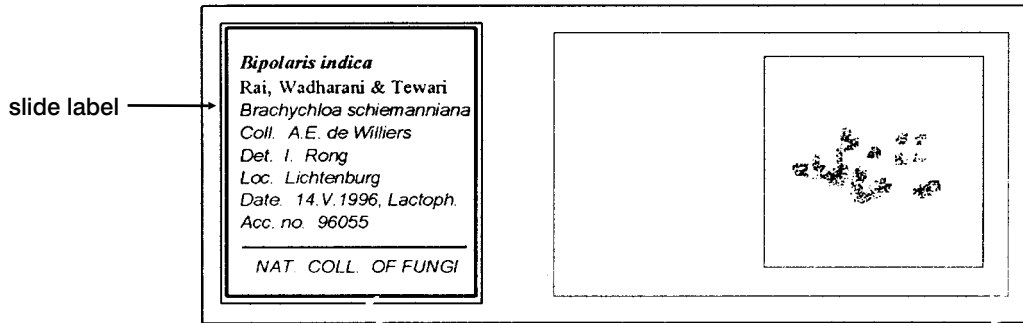 slide label
Bipolaris indica
Rai, Wadharani & Tewari
Brachychloa schiemanniana
Coll. A.E. de Williers
Det. I. Rong
Loc. Lichtenburg
Date. 14.V.1996, Lactoph.
Acc. no. 96055
NAT. COLL. OF FUNGI